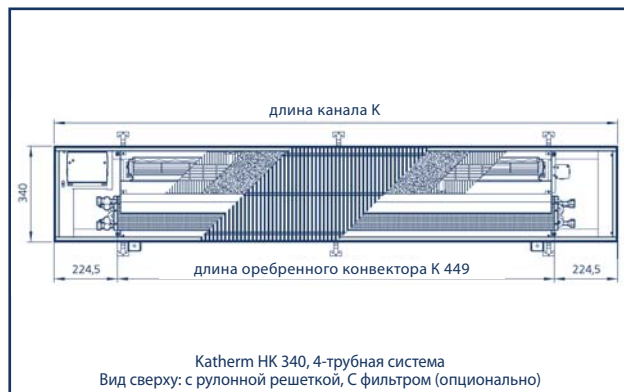 длина канала К
340
224,5
длина оребренного конвектора К 449
224,5
Katherm HK 340, 4-трубная система
Вид сверху: с рулонной решеткой, С фильтром (опционально)